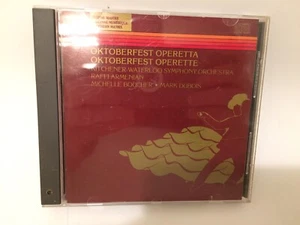 OKTOBERFEST OPERETTA
OKTOBERFEST OPERETTE
KITCHENER-WATERLOO SYMPHONY ORCHESTRA
RAFFI ARMENIAN
MICHELLE BOUCHER • MARK DUBOIS